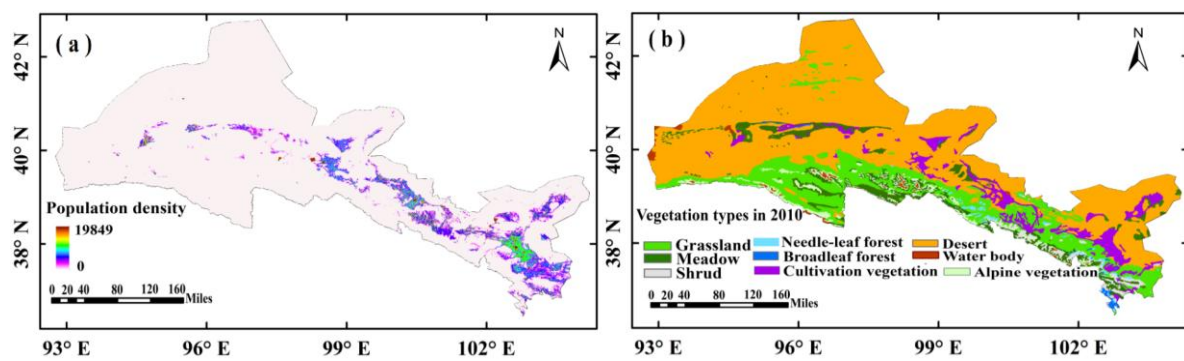 ( a )
N
42° N
40° N
38° N
Population density
19849
0
0 20 40 80 120 160
Miles
93° E 96° E 99° E 102° E
( b )
N
42° N
40° N
38° N
Vegetation types in 2010
Grassland Needle-leaf forest Desert
Meadow Broadleaf forest Water body
Shrud Cultivation vegetation Alpine vegetation
0 20 40 80 120 160
Miles
93° E 96° E 99° E 102° E